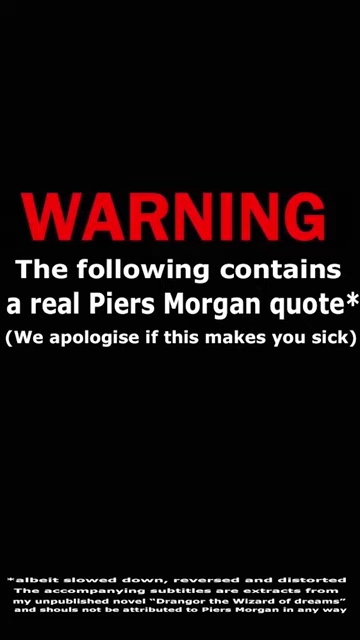 WARNING
The following contains
a real Piers Morgan quote*
(We apologise if this makes you sick)
*albeit slowed down, reversed and distorted
The accompanying subtitles are extracts from
my unpublished novel “Drangor the Wizard of dreams”
and shouls not be attributed to Piers Morgan in any way